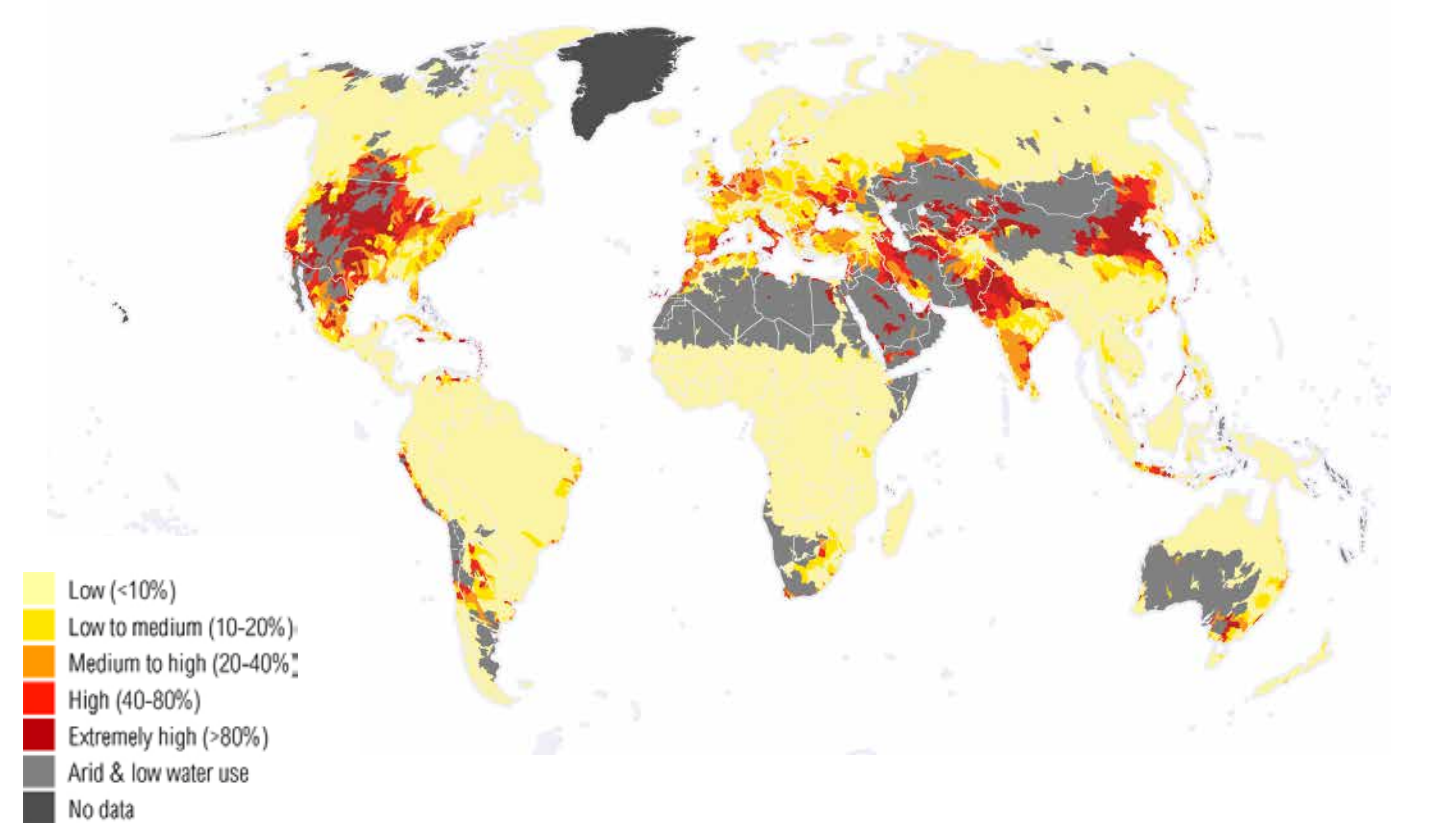 Low (<10%)
Low to medium (10-20%)
Medium to high (20-40%
High (40-80%)
Extremely high (>80%)
Arid & low water use
No data